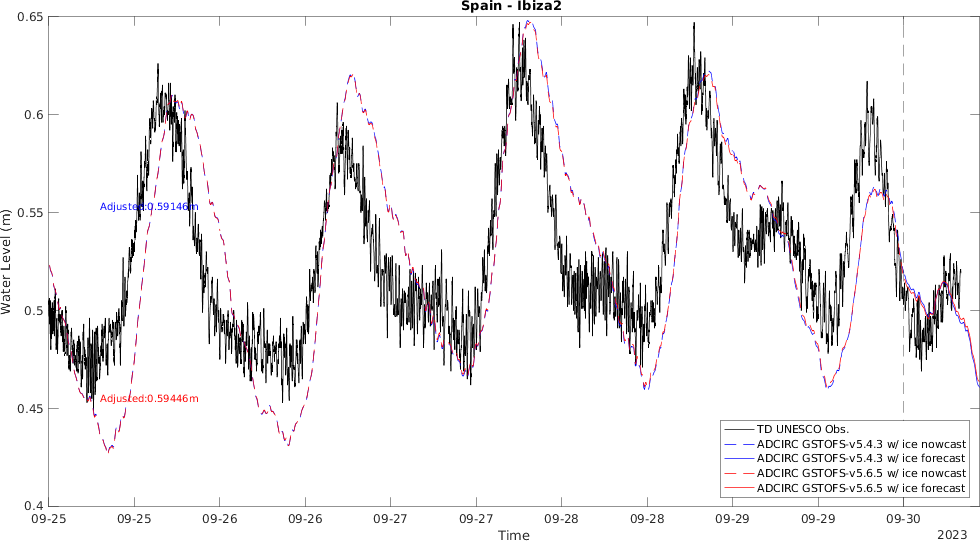 Spain - Ibiza2
0.65
0.6
0.55
0.5
0.45
0.4
Water Level (m)
Adjusted:0.59146m
Adjusted:0.59446m
TD UNESCO Obs.
ADCIRC GSTOFS-v5.4.3 w/ ice nowcast
ADCIRC GSTOFS-v5.4.3 w/ ice forecast
ADCIRC GSTOFS-v5.6.5 w/ ice nowcast
ADCIRC GSTOFS-v5.6.5 w/ ice forecast
09-25 09-25 09-26 09-26 09-27 09-27 09-28 09-28 09-29 09-29 09-30
Time
2023